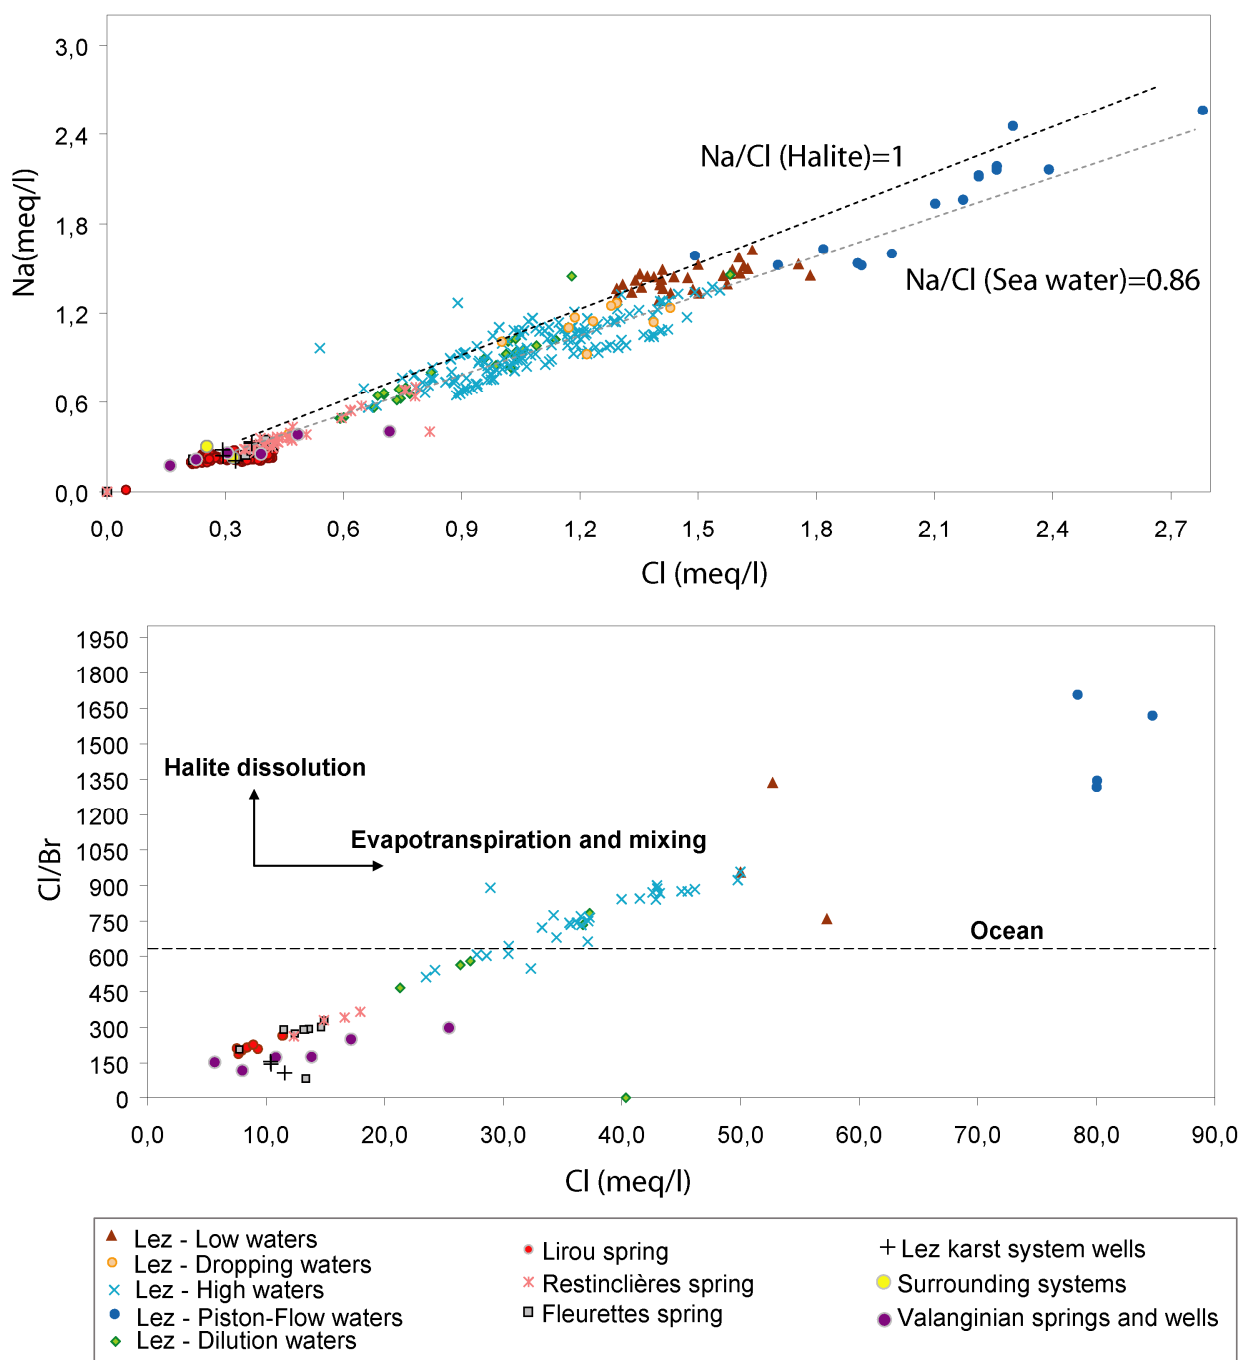 3,0
2,4
1,8
1,2
0,6
0,0
Na(meq/l)
Na/Cl (Halite)=1
Na/Cl (Sea water)=0.86
0,0 0,3 0,6 0,9 1,2 1,5 1,8 2,1 2,4 2,7
Cl (meq/l)
1950
1800
1650
1500
1350
1200
1050
900
750
600
450
300
150
0
Cl/Br
Halite dissolution
Evapotranspiration and mixing
Ocean
0,0 10,0 20,0 30,0 40,0 50,0 60,0 70,0 80,0 90,0
Cl (meq/l)
Lez - Low waters
Lez - Dropping waters
Lez - High waters
Lez - Piston-Flow waters
Lez - Dilution waters
Lirou spring
Restinclières spring
Fleurettes spring
Lez karst system wells
Surrounding systems
Valanginian springs and wells